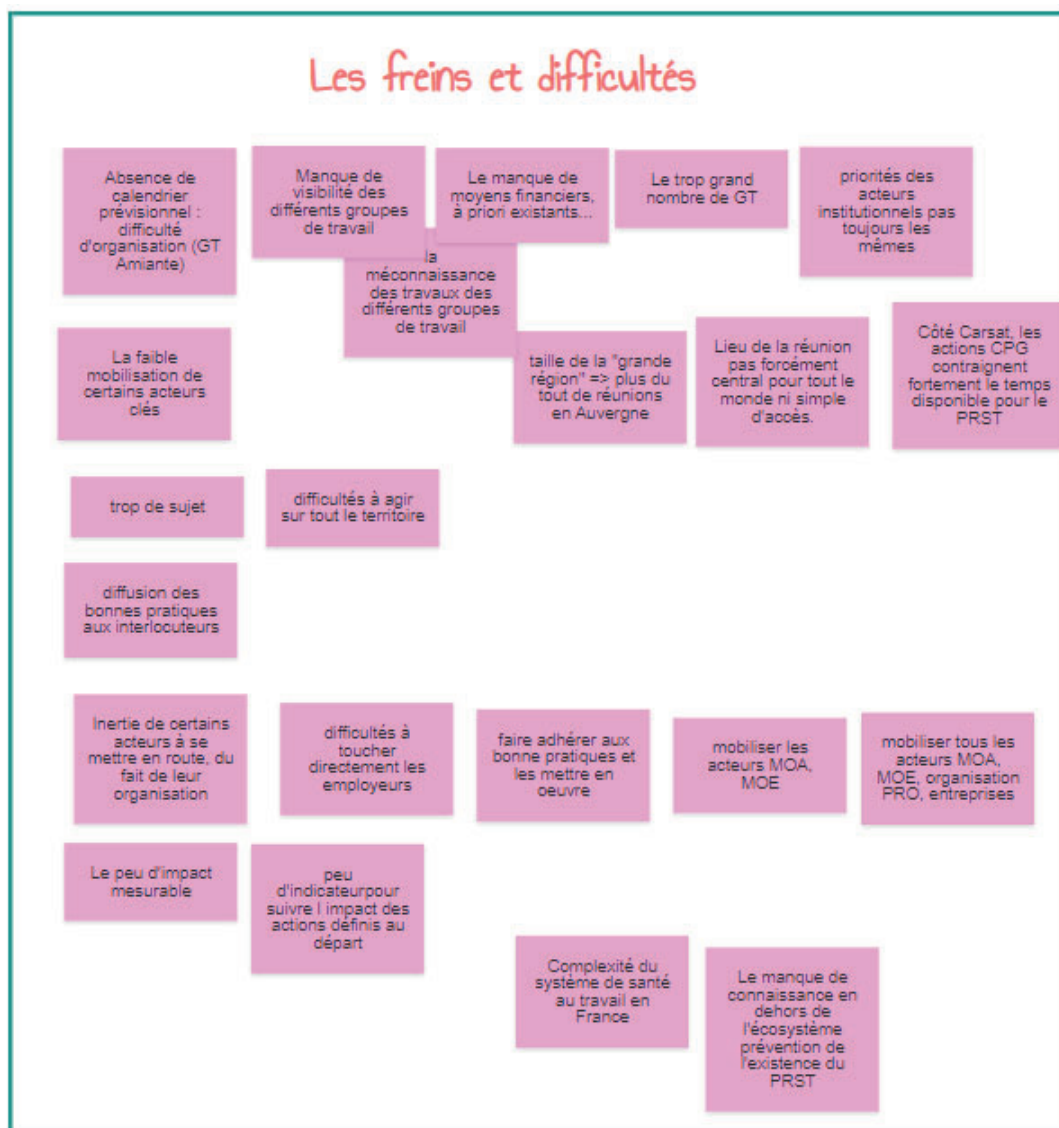 Les freins et difficultés
Absence de
calendrier
prévisionnel :
difficulté
d'organisation (GT
Amiante)
Manque de
visibilité des
différents groupes
de travail
Le manque de
moyens financiers,
à priori existants...
Le trop grand
nombre de GT
priorités des
acteurs
institutionnels pas
toujours les
mêmes
la
méconnaissance
des travaux des
différents groupes
de travail
La faible
mobilisation de
certains acteurs
clés
taille de la "grande
région" => plus du
tout de réunions
en Auvergne
Lieu de la réunion
pas forcément
central pour tout le
monde ni simple
d'accès.
Côté Carsat, les
actions CPG
contraignent
fortement le temps
disponible pour le
PRST
trop de sujet
difficultés à agir
sur tout le territoire
diffusion des
bonnes pratiques
aux interlocuteurs
Inertie de certains
acteurs à se
mettre en route, du
fait de leur
organisation
difficultés à
toucher
directement les
employeurs
faire adhérer aux
bonne pratiques et
les mettre en
oeuvre
mobiliser les
acteurs MOA,
MOE
mobiliser tous les
acteurs MOA,
MOE, organisation
PRO, entreprises
Le peu d'impact
mesurable
peu
d'indicateurpour
suivre l impact des
actions définis au
départ
Complexité du
système de santé
au travail en
France
Le manque de
connaissance en
dehors de
l'écosystème
prévention de
l'existence du
PRST